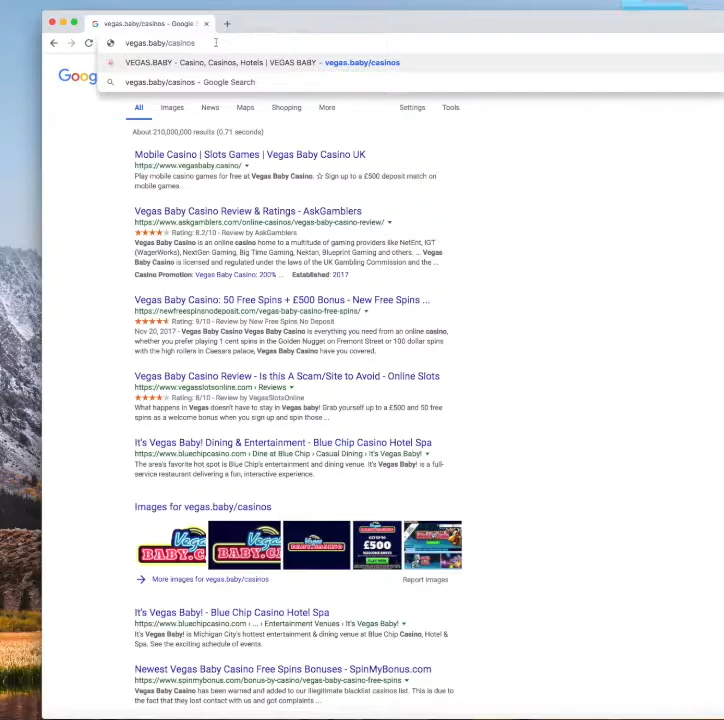 vegas.baby/casinos - Google S
vegas.baby/casinos
VEGAS.BABY - Casino, Casinos, Hotels | VEGAS BABY - vegas.baby/casinos
vegas.baby/casinos - Google Search
Goog
All Images News Maps Shopping More Settings Tools
About 210,000,000 results (0.71 seconds)
Mobile Casino | Slots Games | Vegas Baby Casino UK
https://www.vegasbaby.casino/
Play mobile casino games for free at Vegas Baby Casino. ☆ Sign up to a £500 deposit match on
mobile games
Vegas Baby Casino Review & Ratings - AskGamblers
https://www.askgamblers.com/online-casinos/vegas-baby-casino-review/
Rating: 8.2/10 - Review by AskGamblers
Vegas Baby Casino is an online casino home to a multitude of gaming providers like NetEnt, IGT
(WagerWorks), NextGen Gaming, Big Time Gaming, Nektan, Blueprint Gaming and others. ... Vegas
Baby Casino is licensed and regulated under the laws of the UK Gambling Commission and the ...
Casino Promotion: Vegas Baby Casino: 200% ... Established: 2017
Vegas Baby Casino: 50 Free Spins + £500 Bonus - New Free Spins ...
https://newfreespinsnodeposit.com/vegas-baby-casino-free-spins/
Rating: 9/10 - Review by New Free Spins No Deposit
Nov 20, 2017 - Vegas Baby Casino Vegas Baby Casino is everything you need from an online casino,
whether you prefer playing 1 cent spins in the Golden Nugget on Fremont Street or 100 dollar spins
with the high rollers in Caesars palace, Vegas Baby Casino have you covered.
Vegas Baby Casino Review - Is this A Scam/Site to Avoid - Online Slots
https://www.vegasslotsonline.com › Reviews
Rating: 8/10 - Review by VegasSlotsOnline
What happens in Vegas doesn't have to stay in Vegas baby! Grab yourself up to a £500 and 50 free
spins as a welcome bonus when you sign up and spin those ...
It's Vegas Baby! Dining & Entertainment - Blue Chip Casino Hotel Spa
https://www.bluechipcasino.com › Dine at Blue Chip › Casual Dining › It's Vegas Baby!
The area's favorite hot spot is Blue Chip's entertainment and dining venue. It's Vegas Baby! is a full-
service restaurant delivering a fun, interactive experience.
Images for vegas.baby/casinos
Vegas
BABY.C
Vega
BABY.CA
Vegas
BABY.CASINO
£500
More images for vegas.baby/casinos Report images
It's Vegas Baby! - Blue Chip Casino Hotel Spa
https://www.bluechipcasino.com › ... › Entertainment Venues › It's Vegas Baby!
It's Vegas Baby! is Michigan City's hottest entertainment & dining venue at Blue Chip Casino, Hotel &
Spa. See the exciting schedule of events.
Newest Vegas Baby Casino Free Spins Bonuses - SpinMyBonus.com
https://www.spinmybonus.com/bonus-by-casino/vegas-baby-casino-free-spins
Vegas Baby Casino has been warned and added to our illegitimate blacklist casinos list. This is due to
the fact that they lost contact with us and got complaints ...